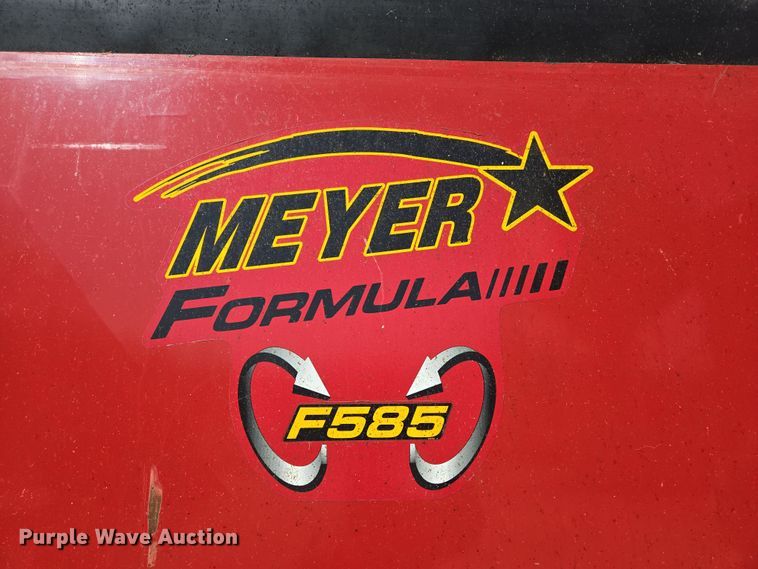 MEYER
FORMULA
F585
Purple Wave Auction